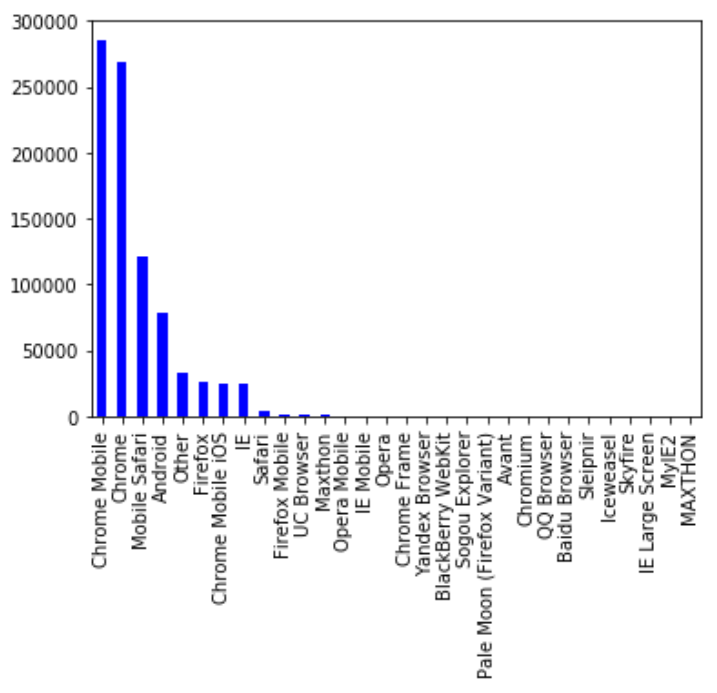 300000
250000
200000
150000
100000
50000
0
Chrome Mobile
Chrome
Mobile Safari
Android
Other
Firefox
Chrome Mobile iOS
IE
Safari
Firefox Mobile
UC Browser
Maxthon
Opera Mobile
IE Mobile
Opera
Chrome Frame
Yandex Browser
BlackBerry WebKit
Sogou Explorer
Pale Moon (Firefox Variant)
Avant
Chromium
QQ Browser
Baidu Browser
Sleipnir
Iceweasel
Skyfire
IE Large Screen
MyIE2
MAXTHON